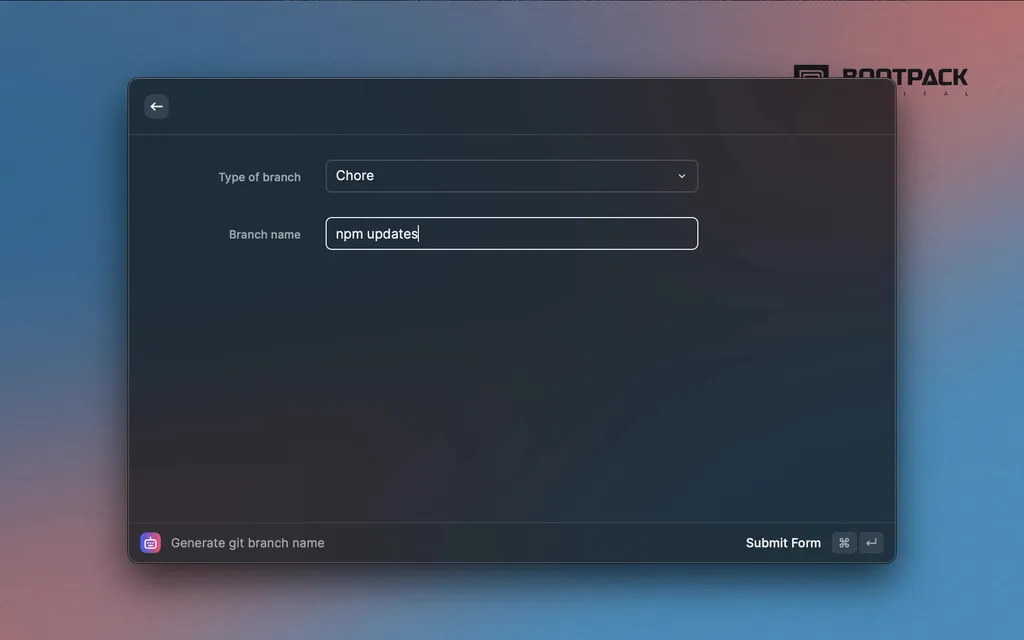 BOOTPACK
Type of branch
Chore
Branch name
npm updates
Generate git branch name
Submit Form ⌘ ↵